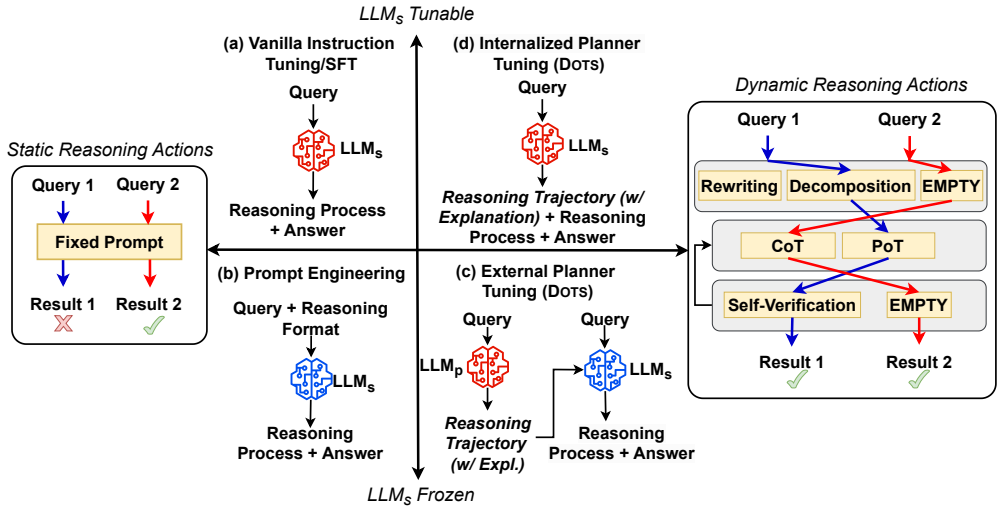 LLMs Tunable
(a) Vanilla Instruction
Tuning/SFT
Query
LLMs
Reasoning Process
+ Answer
(d) Internalized Planner
Tuning (DOTS)
Query
LLMs
Reasoning Trajectory (w/
Explanation) + Reasoning
Process + Answer
Static Reasoning Actions
Query 1 Query 2
Fixed Prompt
Result 1 Result 2
(b) Prompt Engineering
Query + Reasoning
Format
LLMs
Reasoning
Process + Answer
(c) External Planner
Tuning (DOTS)
Query Query
LLMp LLMs
Reasoning
Trajectory
(w/ Expl.)
Reasoning
Process + Answer
LLMs Frozen
Dynamic Reasoning Actions
Query 1 Query 2
Rewriting Decomposition EMPTY
CoT PoT
Self-Verification EMPTY
Result 1 Result 2